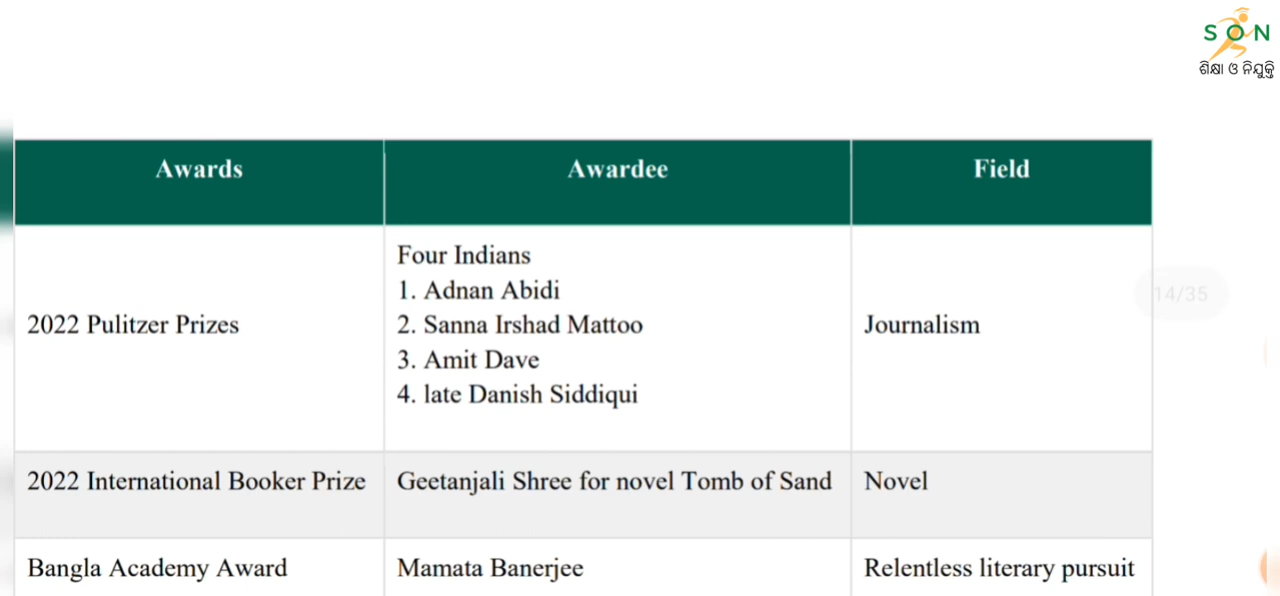 SON
ଶିକ୍ଷା ଓ ନିଯୁକ୍ତି
Awards Awardee Field
Four Indians
1. Adnan Abidi
2022 Pulitzer Prizes 2. Sanna Irshad Mattoo Journalism
3. Amit Dave
4. late Danish Siddiqui
14/35
2022 International Booker Prize Geetanjali Shree for novel Tomb of Sand Novel
Bangla Academy Award Mamata Banerjee Relentless literary pursuit